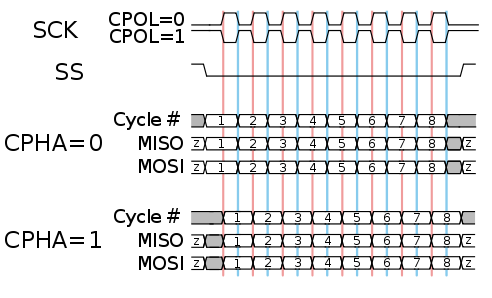 SCK CPOL=0
CPOL=1
SS
Cycle # 1 2 3 4 5 6 7 8
CPHA=0 MISO z 1 2 3 4 5 6 7 8 z
MOSI z 1 2 3 4 5 6 7 8 z
Cycle # 1 2 3 4 5 6 7 8
CPHA=1 MISO z 1 2 3 4 5 6 7 8 z
MOSI z 1 2 3 4 5 6 7 8 z